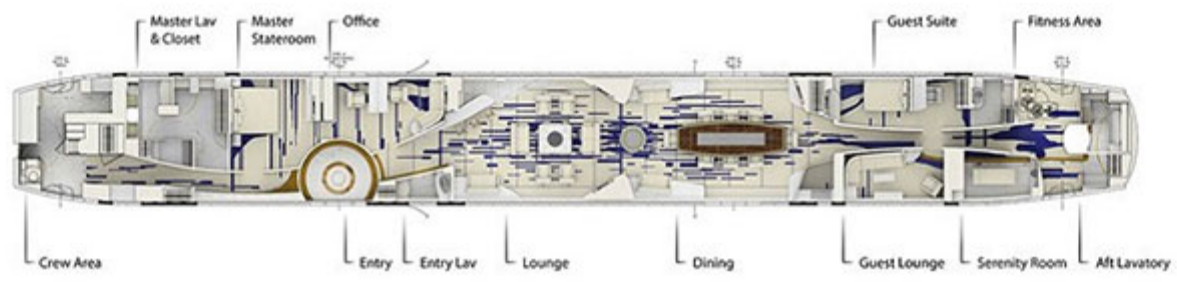 Master Lav
& Closet
Master
Stateroom
Office
Guest Suite
Fitness Area
Crew Area
Entry
Entry Lav
Lounge
Dining
Guest Lounge
Serenity Room
Aft Lavatory